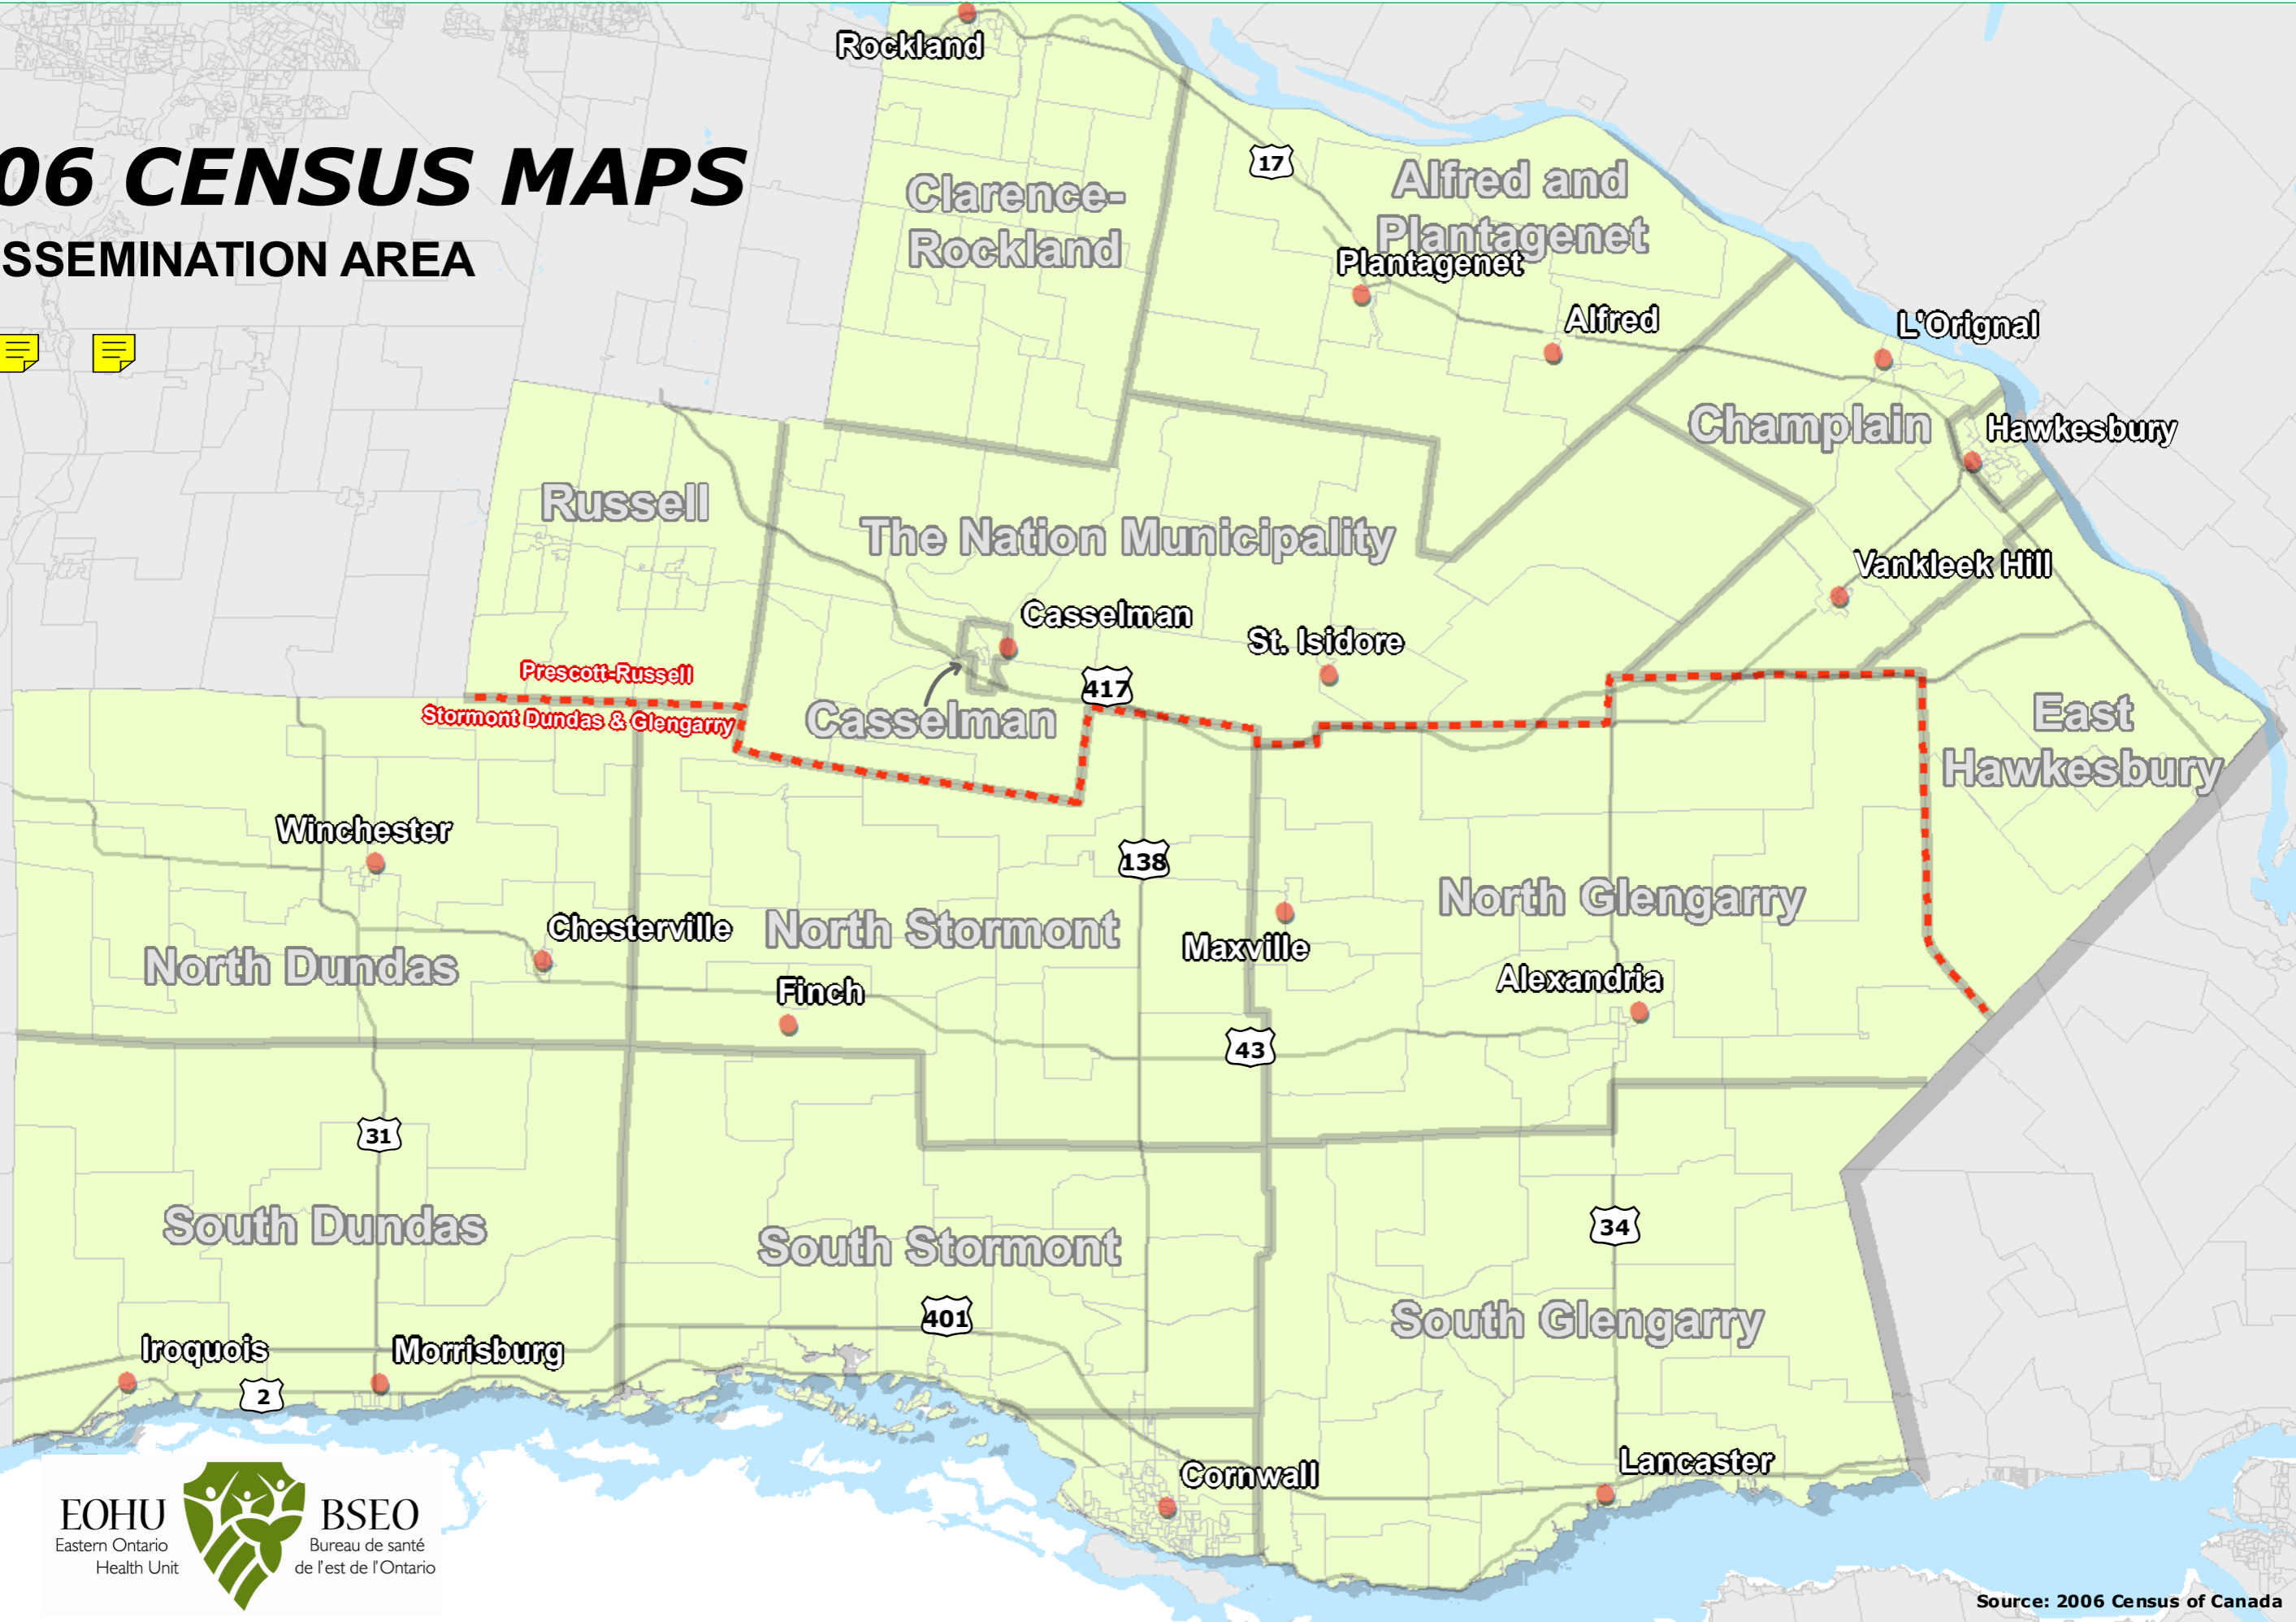 Rockland
06 CENSUS MAPS
SSEMINATION AREA
17
Clarence-
Rockland
Alfred and
Plantagenet
Plantagenet
Alfred
L'Orignal
Champlain
Hawkesbury
Russell
The Nation Municipality
Vankleek Hill
Casselman
St. Isidore
Prescott-Russell
417
Stormont Dundas & Glengarry
Casselman
East
Hawkesbury
Winchester
138
North Glengarry
Chesterville
North Stormont
Maxville
North Dundas
Finch
Alexandria
43
31
South Dundas
34
South Stormont
401
South Glengarry
Iroquois
Morrisburg
2
Cornwall
Lancaster
EOHU
Eastern Ontario
Health Unit
BSEO
Bureau de santé
de l'est de l'Ontario
Source: 2006 Census of Canada